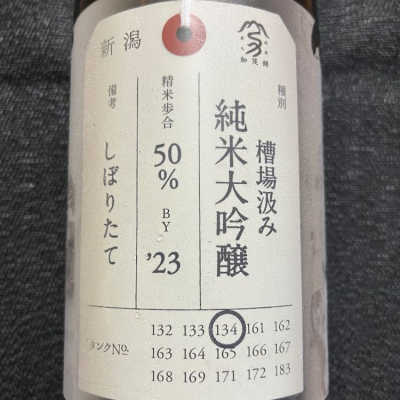 新潟
加茂錦
種別
槽場汲み
純米大吟醸
精米歩合
50%
BY
'23
備考
しぼりたて
タンクNo.
132 133 134 161 162
163 164 165 166 167
168 169 171 172 183